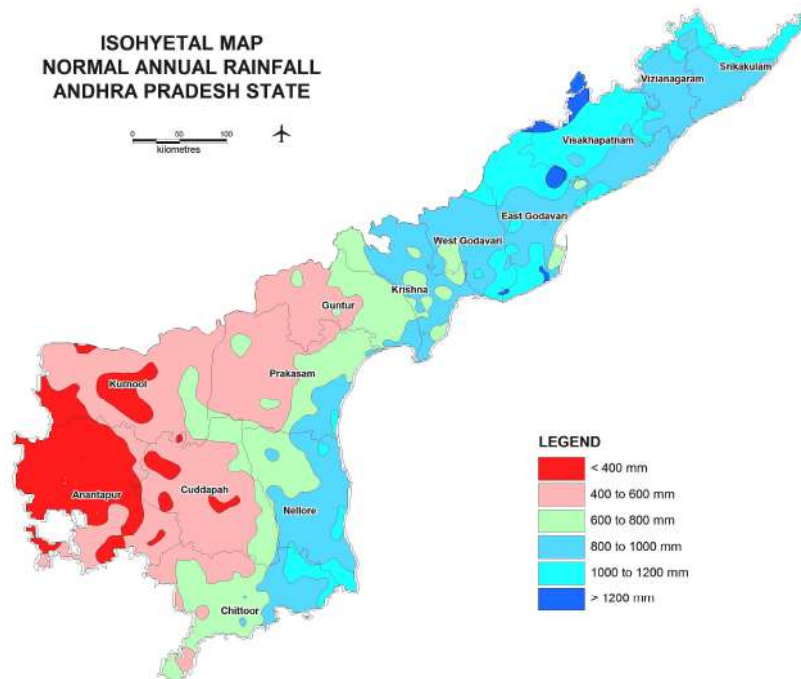 ISOHYETAL MAP
NORMAL ANNUAL RAINFALL
ANDHRA PRADESH STATE
0 50 100
kilometres
Srikakulam
Vizianagaram
Visakhapatnam
East Godavari
West Godavari
Krishna
Guntur
Prakasam
Kurnool
Anantapur
Cuddapah
Nellore
Chittoor
LEGEND
< 400 mm
400 to 600 mm
600 to 800 mm
800 to 1000 mm
1000 to 1200 mm
> 1200 mm